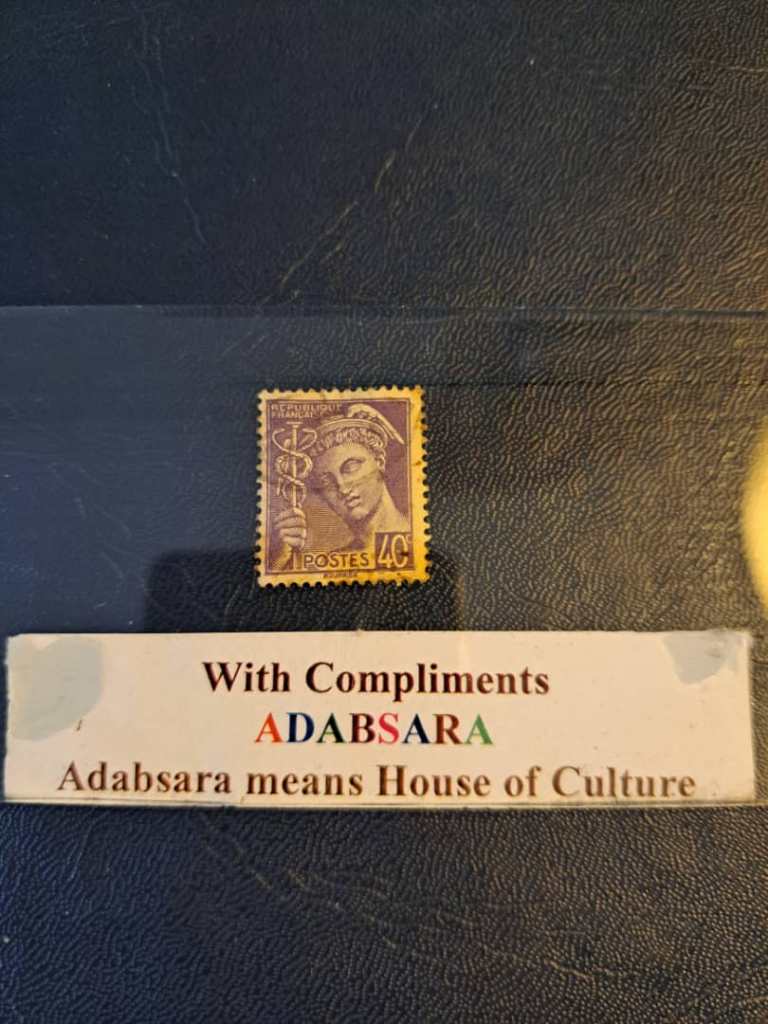 REPUBLIQUE
FRANÇAISE
POSTES 40c
With Compliments
ADABSARA
Adabsara means House of Culture